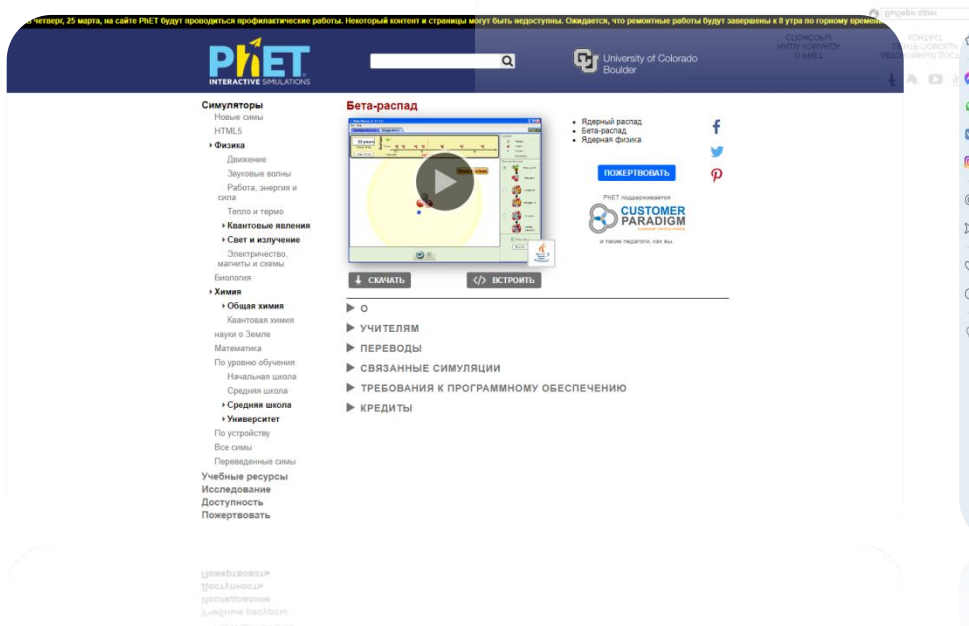 четверг, 25 марта, на сайте PhET будут проводиться профилактические работы. Некоторый контент и страницы могут быть недоступны. Ожидается, что ремонтные работы будут завершены к 8 утра по горному времени
PhET
INTERACTIVE SIMULATIONS
University of Colorado
Boulder
Симуляторы
Новые симы
HTML5
Физика
Движение
Звуковые волны
Работа, энергия и
сила
Тепло и термо
Квантовые явления
Свет и излучение
Электричество,
магниты и схемы
Биология
Химия
Общая химия
Квантовая химия
науки о Земле
Математика
По уровню обучения
Начальная школа
Средняя школа
Средняя школа
Университет
По устройству
Все симы
Переведенные симы
Учебные ресурсы
Исследование
Доступность
Пожертвовать
Бета-распад
СКАЧАТЬ
ВСТРОИТЬ
О
УЧИТЕЛЯМ
ПЕРЕВОДЫ
СВЯЗАННЫЕ СИМУЛЯЦИИ
ТРЕБОВАНИЯ К ПРОГРАММНОМУ ОБЕСПЕЧЕНИЮ
КРЕДИТЫ
Ядерный распад
Бета-распад
Ядерная физика
ПОЖЕРТВОВАТЬ
PhET поддерживается
CUSTOMER
PARADIGM
и такие педагоги, как вы.